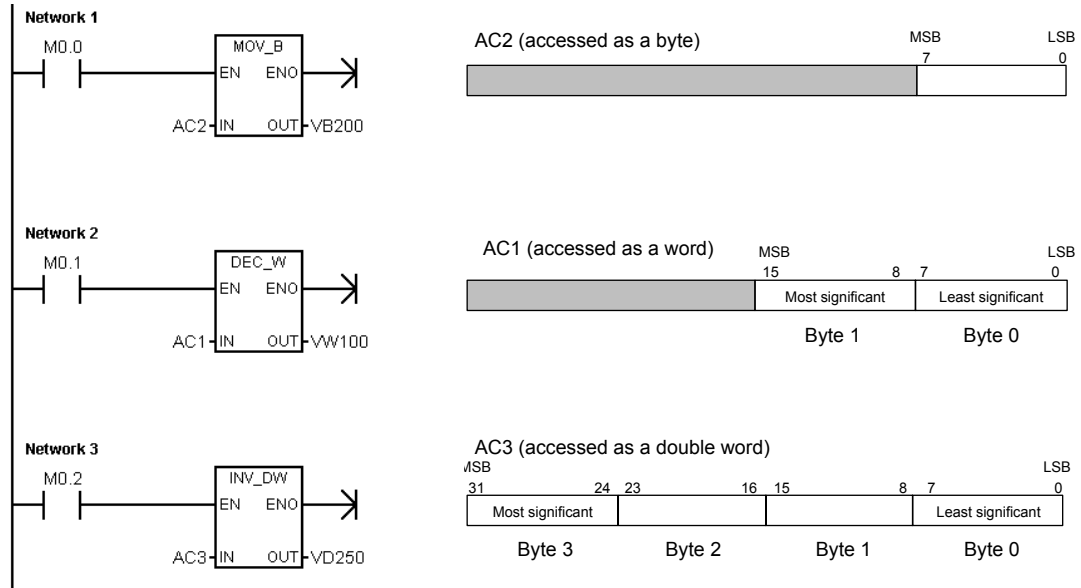 Network 1
M0.0
MOV_B
EN ENO
AC2 IN OUT VB200
AC2 (accessed as a byte)
MSB LSB
7 0
Network 2
M0.1
DEC_W
EN ENO
AC1 IN OUT VW100
AC1 (accessed as a word)
MSB LSB
15 8 7 0
Most significant Least significant
Byte 1 Byte 0
Network 3
M0.2
INV_DW
EN ENO
AC3 IN OUT VD250
AC3 (accessed as a double word)
MSB LSB
31 24 23 16 15 8 7 0
Most significant Least significant
Byte 3 Byte 2 Byte 1 Byte 0